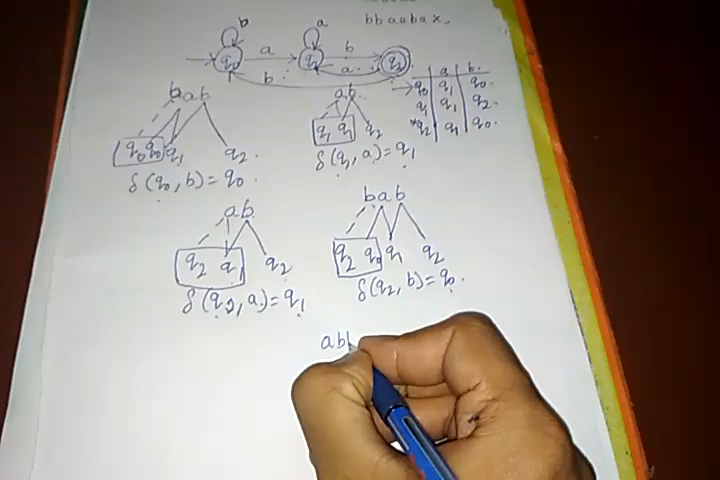 bbaabax,
b a
q0 a q1 b q2
b a
a b
→q0 q1 q0
q1 q1 q2
*q2 q1 q0
bab
q0 q0 q1 q2
δ(q0, b) = q0
ab
q1 q1 q2
δ(q1, a) = q1
ab
q2 q1 q2
δ(q2, a) = q1
bab
q2 q0 q1 q2
δ(q2, b) = q0
ab